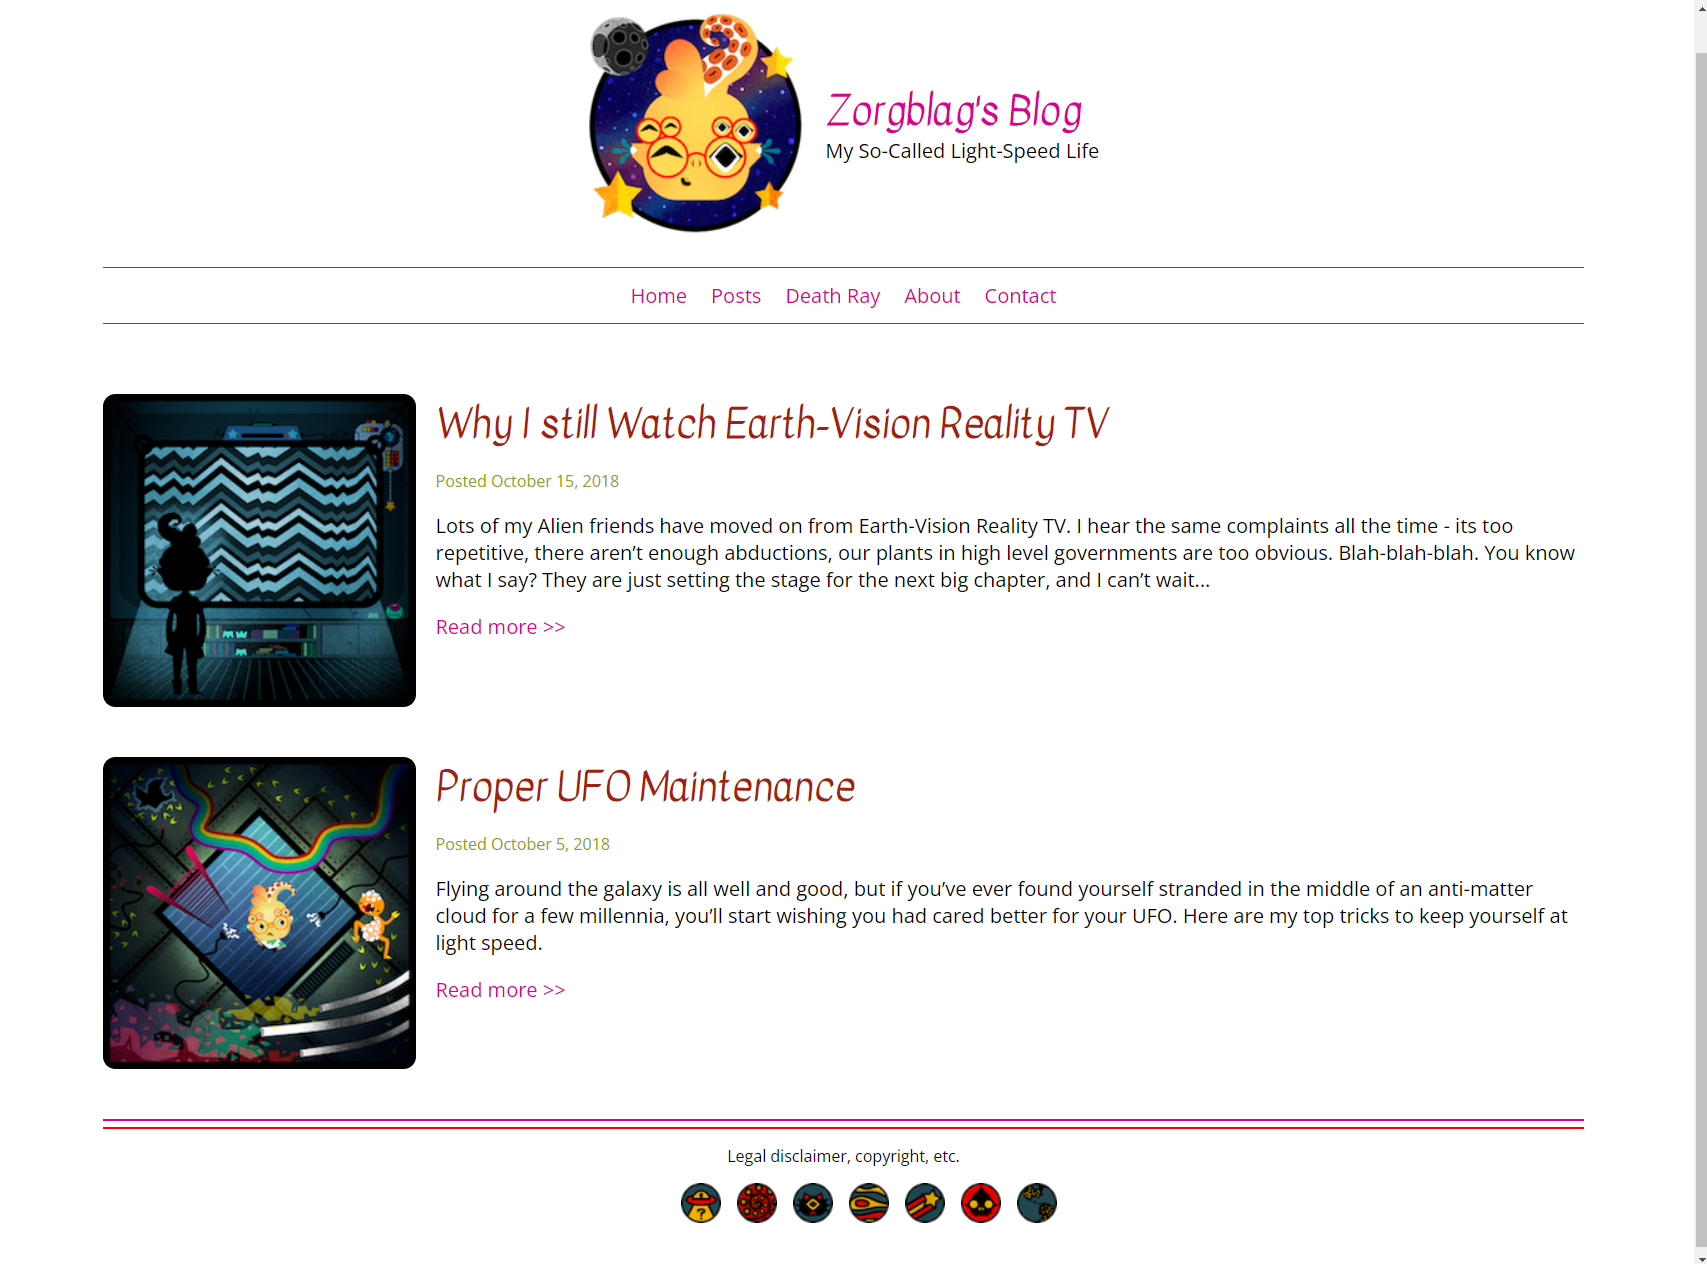 Zorgblag's Blog
My So-Called Light-Speed Life
Home Posts Death Ray About Contact
Why I still Watch Earth-Vision Reality TV
Posted October 15, 2018
Lots of my Alien friends have moved on from Earth-Vision Reality TV. I hear the same complaints all the time - its too
repetitive, there aren’t enough abductions, our plants in high level governments are too obvious. Blah-blah-blah. You know
what I say? They are just setting the stage for the next big chapter, and I can’t wait...
Read more >>
Proper UFO Maintenance
Posted October 5, 2018
Flying around the galaxy is all well and good, but if you’ve ever found yourself stranded in the middle of an anti-matter
cloud for a few millennia, you’ll start wishing you had cared better for your UFO. Here are my top tricks to keep yourself at
light speed.
Read more >>
Legal disclaimer, copyright, etc.
?